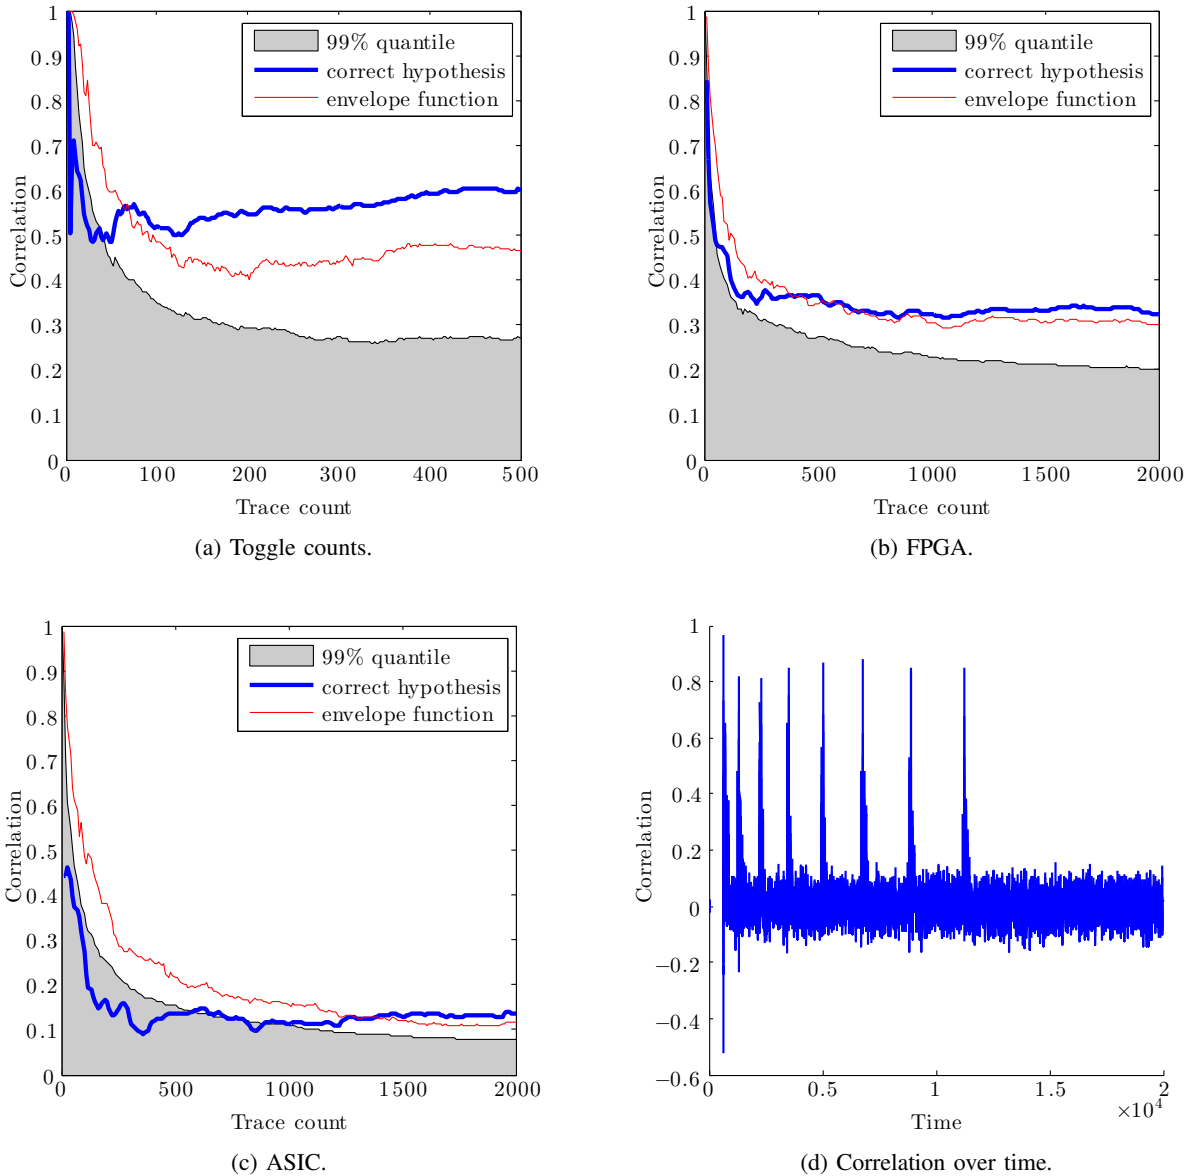 1
0.9
0.8
0.7
0.6
0.5
0.4
0.3
0.2
0.1
0
Correlation
99% quantile
correct hypothesis
envelope function
0 100 200 300 400 500
Trace count
(a) Toggle counts.
1
0.9
0.8
0.7
0.6
0.5
0.4
0.3
0.2
0.1
0
Correlation
99% quantile
correct hypothesis
envelope function
0 500 1000 1500 2000
Trace count
(b) FPGA.
1
0.9
0.8
0.7
0.6
0.5
0.4
0.3
0.2
0.1
0
Correlation
99% quantile
correct hypothesis
envelope function
0 500 1000 1500 2000
Trace count
(c) ASIC.
1
0.8
0.6
0.4
0.2
0
−0.2
−0.4
−0.6
Correlation
0 0.5 1 1.5 2
×10⁴
Time
(d) Correlation over time.